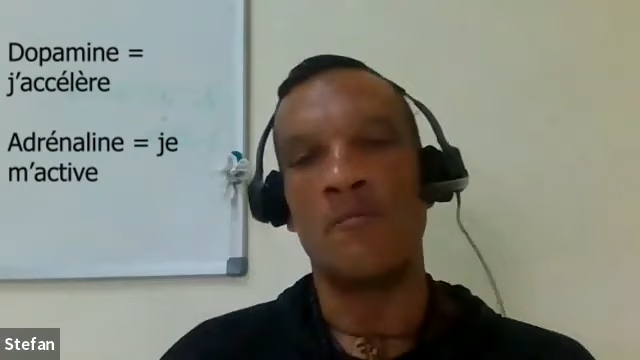 Dopamine =
j’accélère
Adrénaline = je
m’active
Stefan